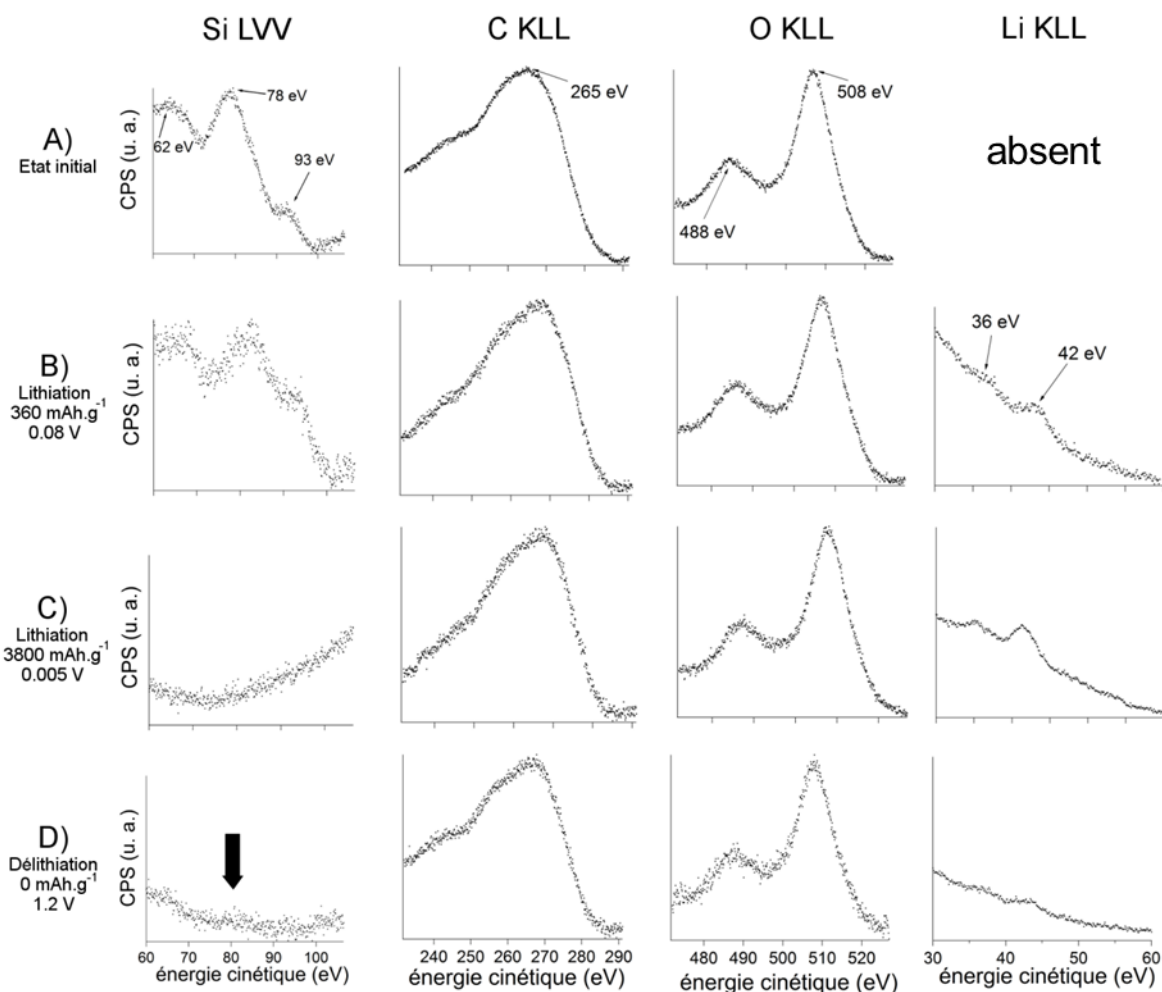 Si LVV
C KLL
O KLL
Li KLL
A)
Etat initial
CPS (u. a.)
62 eV
78 eV
93 eV
265 eV
488 eV
508 eV
absent
B)
Lithiation
360 mAh.g⁻¹
0.08 V
CPS (u. a.)
36 eV
42 eV
C)
Lithiation
3800 mAh.g⁻¹
0.005 V
CPS (u. a.)
D)
Délithiation
0 mAh.g⁻¹
1.2 V
CPS (u. a.)
60 70 80 90 100
énergie cinétique (eV)
240 250 260 270 280 290
énergie cinétique (eV)
480 490 500 510 520
énergie cinétique (eV)
30 40 50 60
énergie cinétique (eV)